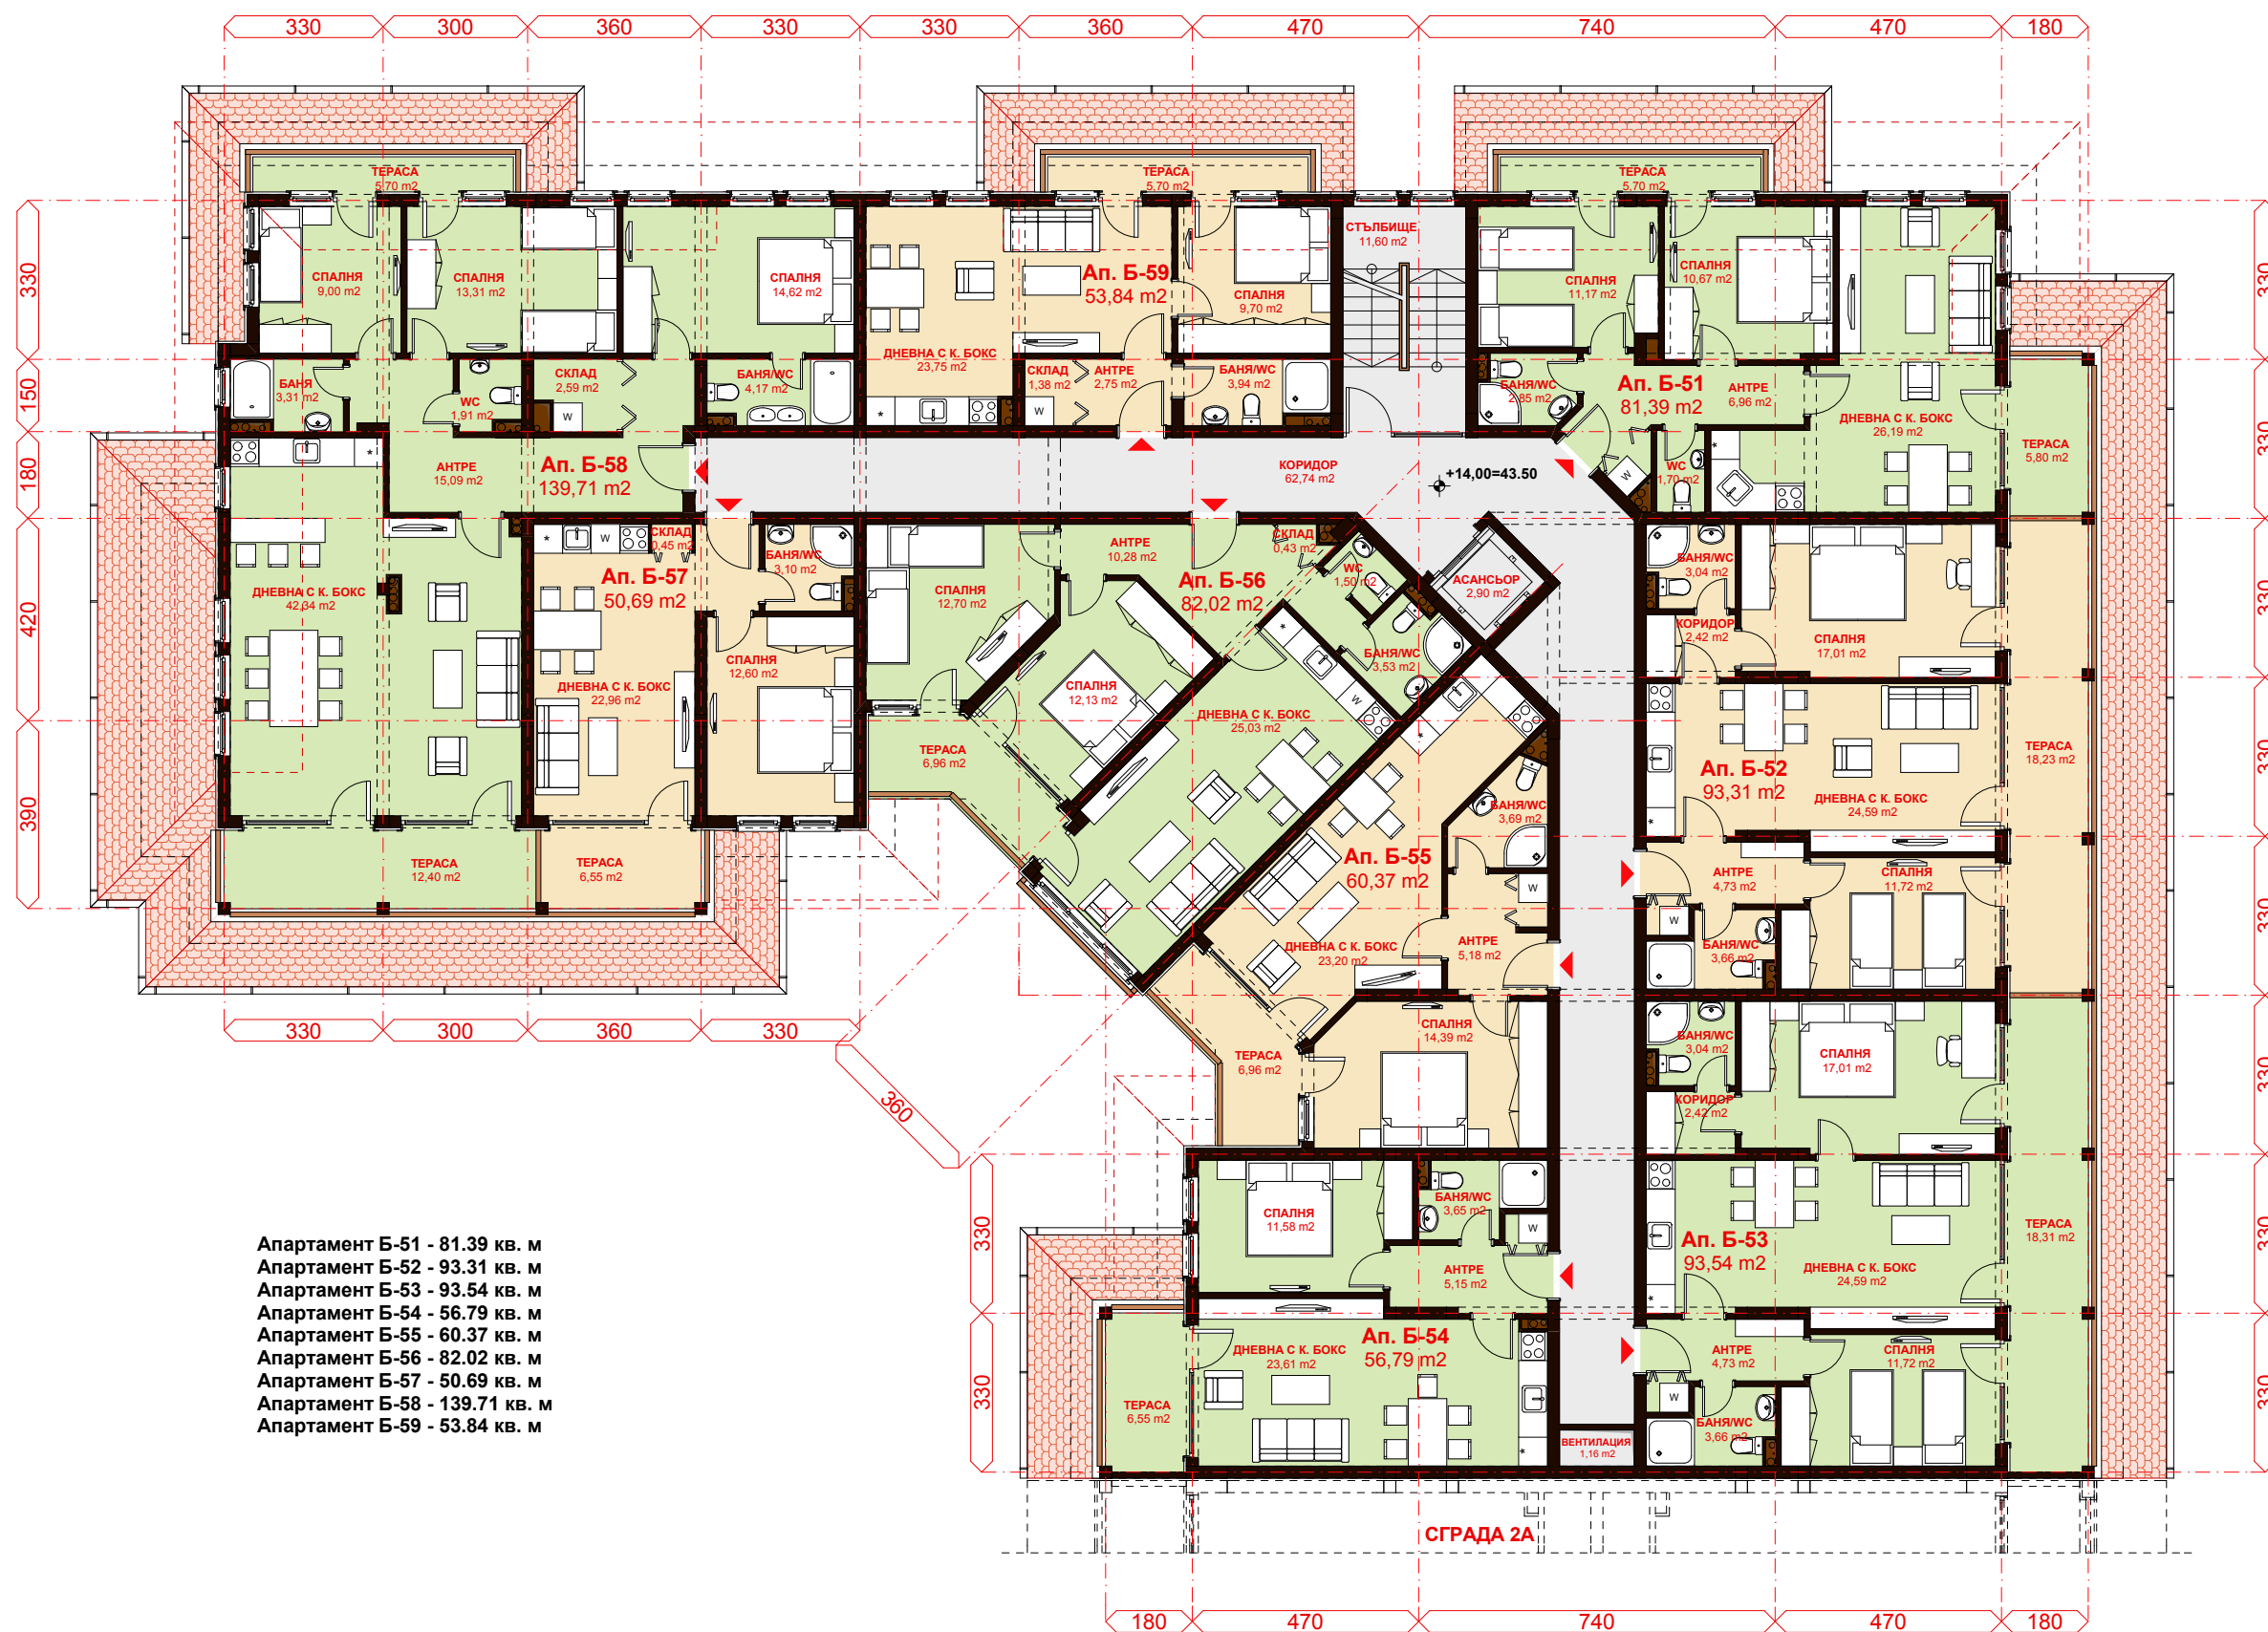 330 300 360 330 330 360 470 740 470 180
330
150
180
420
390
ТЕРАСА
5,70 m2
СПАЛНЯ
9,00 m2
СПАЛНЯ
13,31 m2
СПАЛНЯ
14,62 m2
БАНЯ
3,31 m2
WC
1,91 m2
СКЛАД
2,59 m2
W
БАНЯ/WC
4,17 m2
АНТРЕ
15,09 m2
Ап. Б-58
139,71 m2
ДНЕВНА С К. БОКС
42,34 m2
ТЕРАСА
12,40 m2
ТЕРАСА
5,70 m2
Ап. Б-59
53,84 m2
СПАЛНЯ
9,70 m2
ДНЕВНА С К. БОКС
23,75 m2
СКЛАД
1,38 m2
W
АНТРЕ
2,75 m2
БАНЯ/WC
3,94 m2
СТЪЛБИЩЕ
11,60 m2
КОРИДОР
62,74 m2
+14,00=43.50
ТЕРАСА
5,70 m2
СПАЛНЯ
11,17 m2
СПАЛНЯ
10,67 m2
БАНЯ/WC
2,85 m2
Ап. Б-51
81,39 m2
АНТРЕ
6,96 m2
ДНЕВНА С К. БОКС
26,19 m2
WC
1,70 m2
W
ТЕРАСА
5,80 m2
W
СКЛАД
0,45 m2
БАНЯ/WC
3,10 m2
Ап. Б-57
50,69 m2
СПАЛНЯ
12,60 m2
ДНЕВНА С К. БОКС
22,96 m2
ТЕРАСА
6,55 m2
СПАЛНЯ
12,70 m2
АНТРЕ
10,28 m2
СКЛАД
0,43 m2
WC
1,50 m2
Ап. Б-56
82,02 m2
БАНЯ/WC
3,53 m2
СПАЛНЯ
12,13 m2
ДНЕВНА С К. БОКС
25,03 m2
W
ТЕРАСА
6,96 m2
АСАНСЬОР
2,90 m2
БАНЯ/WC
3,04 m2
КОРИДОР
2,42 m2
СПАЛНЯ
17,01 m2
Ап. Б-52
93,31 m2
ДНЕВНА С К. БОКС
24,59 m2
ТЕРАСА
18,23 m2
АНТРЕ
4,73 m2
СПАЛНЯ
11,72 m2
W
БАНЯ/WC
3,66 m2
БАНЯ/WC
3,69 m2
Ап. Б-55
60,37 m2
W
АНТРЕ
5,18 m2
ДНЕВНА С К. БОКС
23,20 m2
СПАЛНЯ
14,39 m2
ТЕРАСА
6,96 m2
БАНЯ/WC
3,04 m2
СПАЛНЯ
17,01 m2
КОРИДОР
2,42 m2
Ап. Б-53
93,54 m2
ДНЕВНА С К. БОКС
24,59 m2
ТЕРАСА
18,31 m2
АНТРЕ
4,73 m2
СПАЛНЯ
11,72 m2
W
БАНЯ/WC
3,66 m2
СПАЛНЯ
11,58 m2
БАНЯ/WC
3,65 m2
W
АНТРЕ
5,15 m2
Ап. Б-54
56,79 m2
ДНЕВНА С К. БОКС
23,61 m2
ТЕРАСА
6,55 m2
ВЕНТИЛАЦИЯ
1,16 m2
330 300 360 330
360
330
330
330
330
330
330
330
330
330
330
Апартамент Б-51 - 81.39 кв. м
Апартамент Б-52 - 93.31 кв. м
Апартамент Б-53 - 93.54 кв. м
Апартамент Б-54 - 56.79 кв. м
Апартамент Б-55 - 60.37 кв. м
Апартамент Б-56 - 82.02 кв. м
Апартамент Б-57 - 50.69 кв. м
Апартамент Б-58 - 139.71 кв. м
Апартамент Б-59 - 53.84 кв. м
СГРАДА 2А
180 470 740 470 180